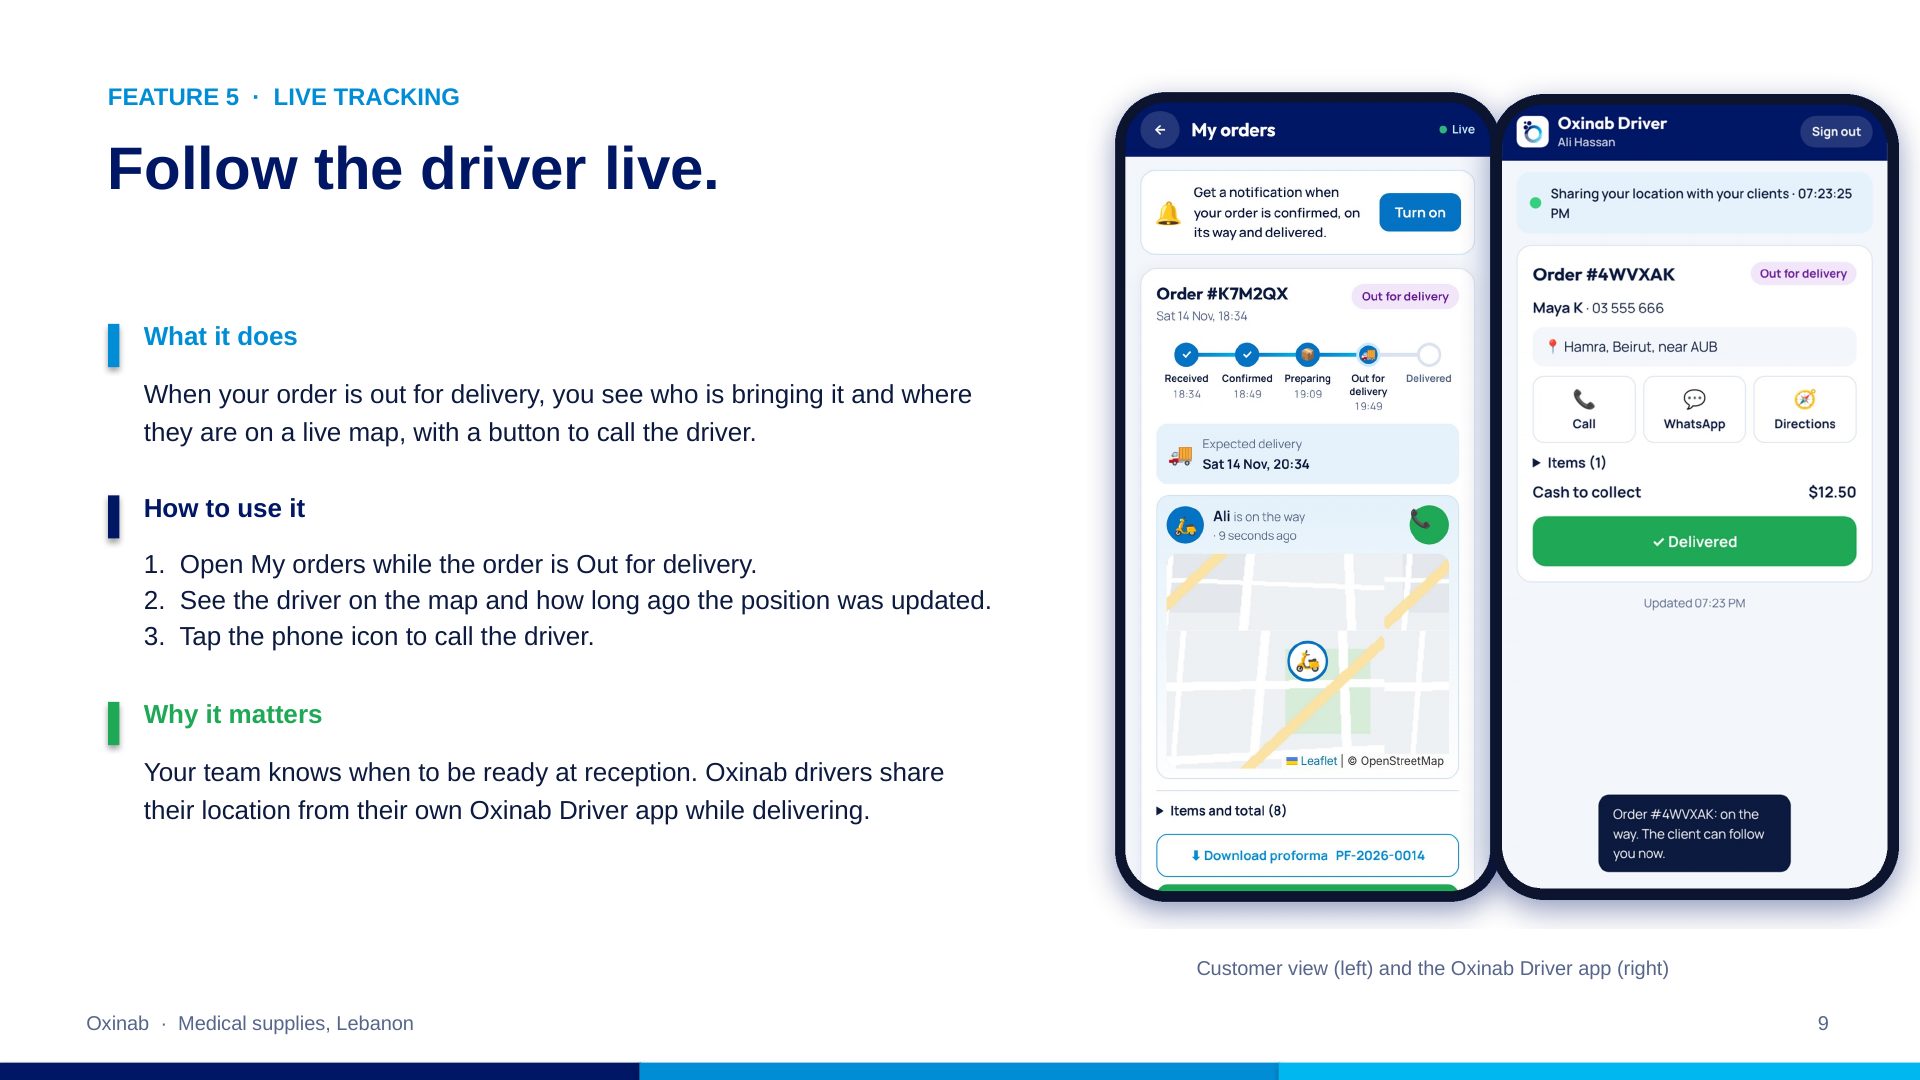 FEATURE 5 · LIVE TRACKING
Follow the driver live.
What it does
When your order is out for delivery, you see who is bringing it and where
they are on a live map, with a button to call the driver.
How to use it
1. Open My orders while the order is Out for delivery.
2. See the driver on the map and how long ago the position was updated.
3. Tap the phone icon to call the driver.
Why it matters
Your team knows when to be ready at reception. Oxinab drivers share
their location from their own Oxinab Driver app while delivering.
My orders
Live
Get a notification when
your order is confirmed, on
its way and delivered.
Turn on
Order #K7M2QX
Out for delivery
Sat 14 Nov, 18:34
Received
18:34
Confirmed
18:49
Preparing
19:09
Out for
delivery
19:49
Delivered
Expected delivery
Sat 14 Nov, 20:34
Ali is on the way
· 9 seconds ago
Leaflet | © OpenStreetMap
Items and total (8)
Download proforma PF-2026-0014
Oxinab Driver
Ali Hassan
Sign out
Sharing your location with your clients · 07:23:25
PM
Order #4WVXAK
Out for delivery
Maya K · 03 555 666
Hamra, Beirut, near AUB
Call
WhatsApp
Directions
Items (1)
Cash to collect
$12.50
✓ Delivered
Updated 07:23 PM
Order #4WVXAK: on the
way. The client can follow
you now.
Customer view (left) and the Oxinab Driver app (right)
Oxinab · Medical supplies, Lebanon
9